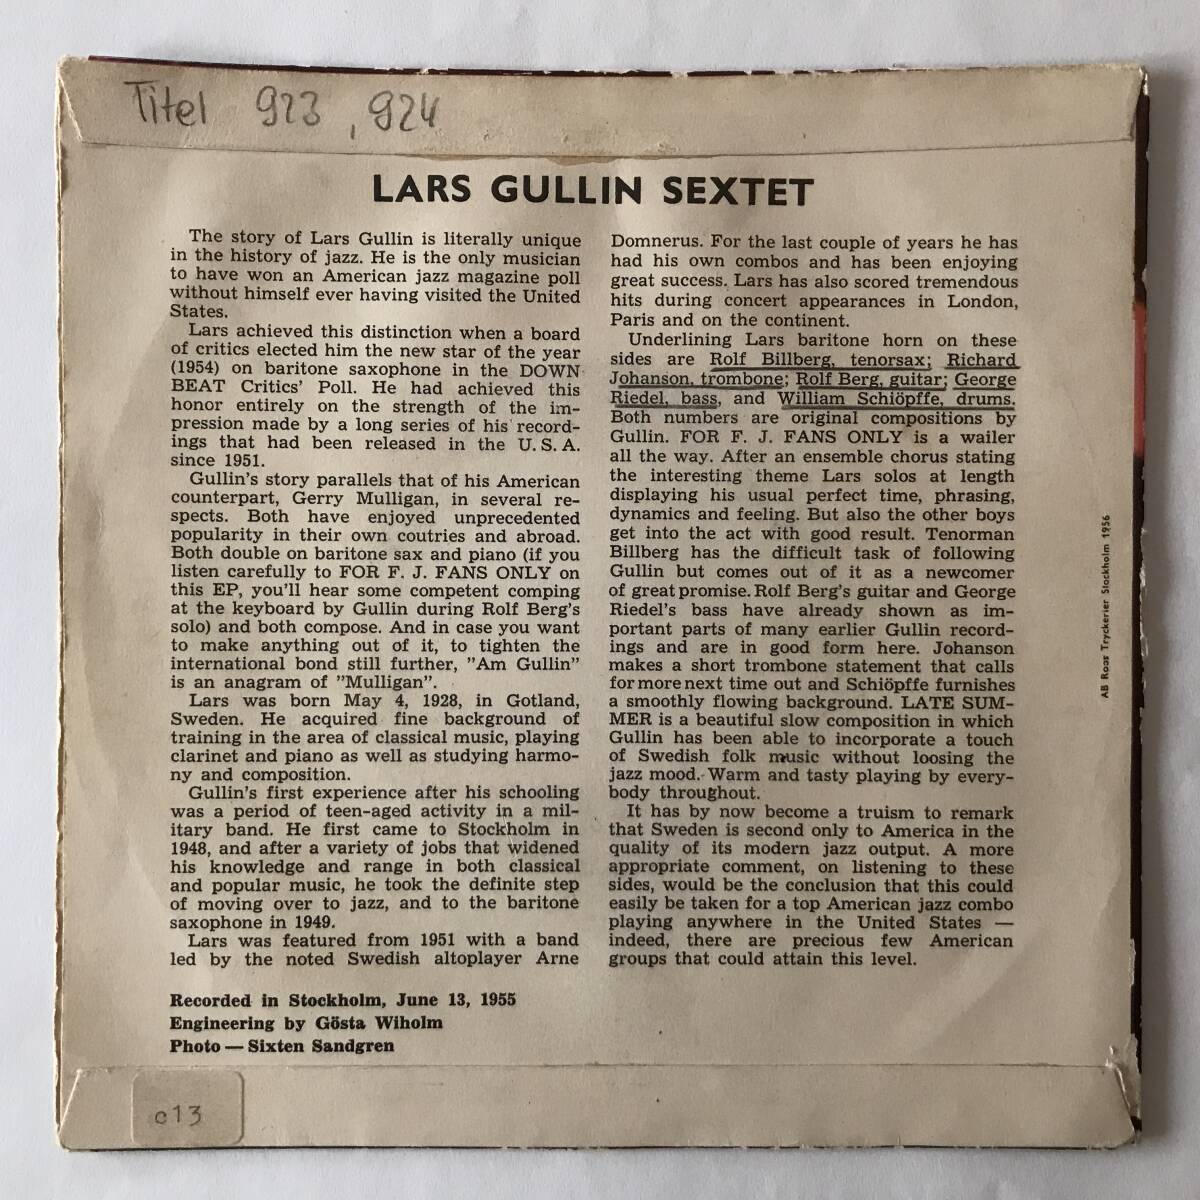 Titel 923, 924
LARS GULLIN SEXTET
The story of Lars Gullin is literally unique
in the history of jazz. He is the only musician
to have won an American jazz magazine poll
without himself ever having visited the United
States.
Lars achieved this distinction when a board
of critics elected him the new star of the year
(1954) on baritone saxophone in the DOWN
BEAT Critics' Poll. He had achieved this
honor entirely on the strength of the im-
pression made by a long series of his record-
ings that had been released in the U. S. A.
since 1951.
Gullin's story parallels that of his American
counterpart, Gerry Mulligan, in several re-
spects. Both have enjoyed unprecedented
popularity in their own coutries and abroad.
Both double on baritone sax and piano (if you
listen carefully to FOR F. J. FANS ONLY on
this EP, you'll hear some competent comping
at the keyboard by Gullin during Rolf Berg's
solo) and both compose. And in case you want
to make anything out of it, to tighten the
international bond still further, "Am Gullin"
is an anagram of "Mulligan".
Lars was born May 4, 1928, in Gotland,
Sweden. He acquired fine background of
training in the area of classical music, playing
clarinet and piano as well as studying harmo-
ny and composition.
Gullin's first experience after his schooling
was a period of teen-aged activity in a mil-
itary band. He first came to Stockholm in
1948, and after a variety of jobs that widened
his knowledge and range in both classical
and popular music, he took the definite step
of moving over to jazz, and to the baritone
saxophone in 1949.
Lars was featured from 1951 with a band
led by the noted Swedish altoplayer Arne
Domnerus. For the last couple of years he has
had his own combos and has been enjoying
great success. Lars has also scored tremendous
hits during concert appearances in London,
Paris and on the continent.
Underlining Lars baritone horn on these
sides are Rolf Billberg, tenorsax; Richard
Johanson, trombone; Rolf Berg, guitar; George
Riedel, bass, and William Schiöpffe, drums.
Both numbers are original compositions by
Gullin. FOR F. J. FANS ONLY is a wailer
all the way. After an ensemble chorus stating
the interesting theme Lars solos at length
displaying his usual perfect time, phrasing,
dynamics and feeling. But also the other boys
get into the act with good result. Tenorman
Billberg has the difficult task of following
Gullin but comes out of it as a newcomer
of great promise. Rolf Berg's guitar and George
Riedel's bass have already shown as im-
portant parts of many earlier Gullin record-
ings and are in good form here. Johanson
makes a short trombone statement that calls
for more next time out and Schiöpffe furnishes
a smoothly flowing background. LATE SUM-
MER is a beautiful slow composition in which
Gullin has been able to incorporate a touch
of Swedish folk music without loosing the
jazz mood. Warm and tasty playing by every-
body throughout.
It has by now become a truism to remark
that Sweden is second only to America in the
quality of its modern jazz output. A more
appropriate comment, on listening to these
sides, would be the conclusion that this could
easily be taken for a top American jazz combo
playing anywhere in the United States —
indeed, there are precious few American
groups that could attain this level.
Recorded in Stockholm, June 13, 1955
Engineering by Gösta Wiholm
Photo — Sixten Sandgren
AB Roos Tryckerier Stockholm 1956
c13